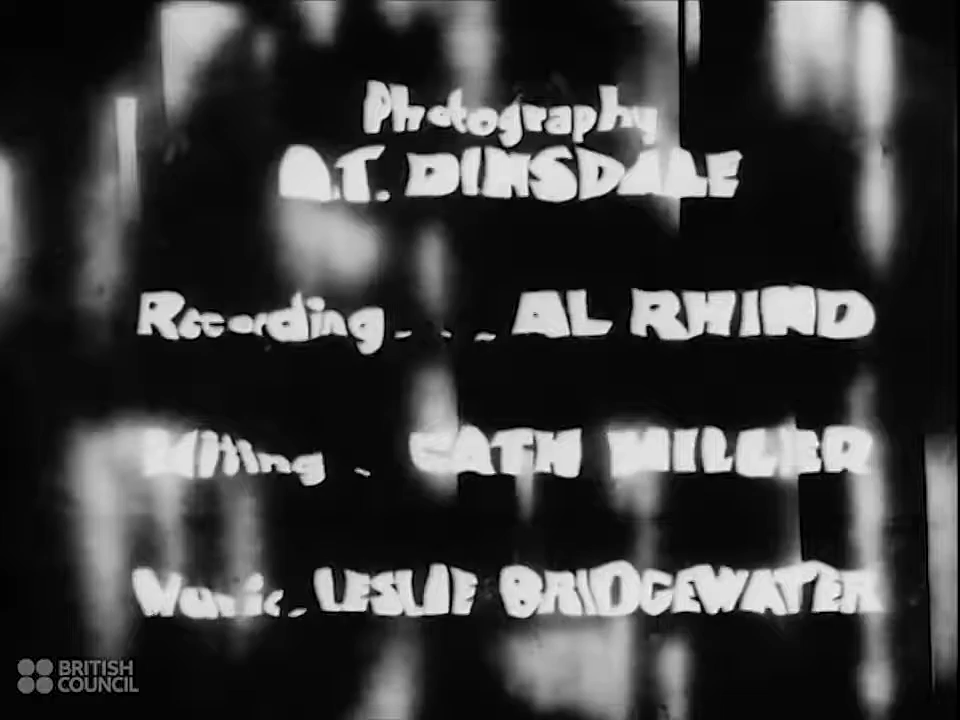 Photography
A.T. DINSDALE
Recording... AL RHIND
CATH MILLER
Music. LESLIE BRIDGEWATER
BRITISH
COUNCIL